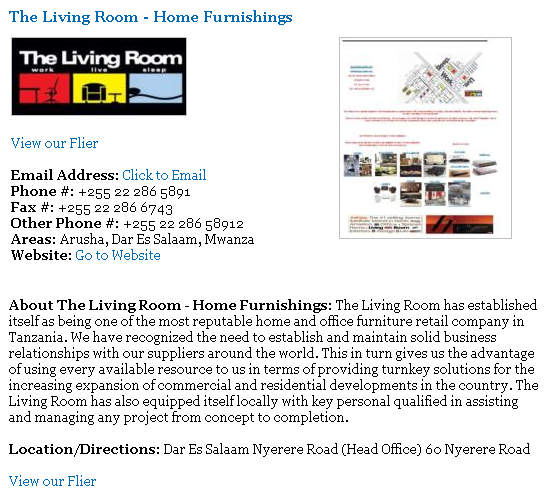 The Living Room - Home Furnishings
The Living Room
work live sleep
View our Flier
Email Address: Click to Email
Phone #: +255 22 286 5891
Fax #: +255 22 286 6743
Other Phone #: +255 22 286 58912
Areas: Arusha, Dar Es Salaam, Mwanza
Website: Go to Website
About The Living Room - Home Furnishings: The Living Room has established
itself as being one of the most reputable home and office furniture retail company in
Tanzania. We have recognized the need to establish and maintain solid business
relationships with our suppliers around the world. This in turn gives us the advantage
of using every available resource to us in terms of providing turnkey solutions for the
increasing expansion of commercial and residential developments in the country. The
Living Room has also equipped itself locally with key personal qualified in assisting
and managing any project from concept to completion.
Location/Directions: Dar Es Salaam Nyerere Road (Head Office) 60 Nyerere Road
View our Flier